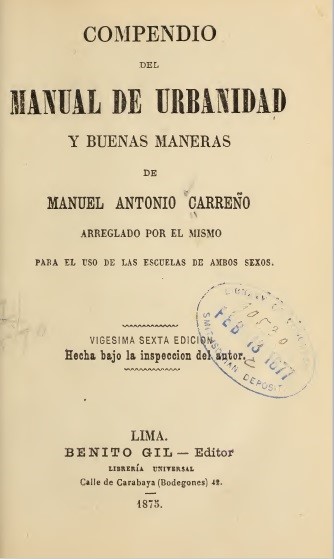 COMPENDIO
DEL
MANUAL DE URBANIDAD
Y BUENAS MANERAS
DE
MANUEL ANTONIO CARREÑO
ARREGLADO POR EL MISMO
PARA EL USO DE LAS ESCUELAS DE AMBOS SEXOS.
VIGESIMA SEXTA EDICION
Hecha bajo la inspeccion del autor.
FEB 13 1877
SMITHSONIAN DEPOSIT
LIMA.
BENITO GIL — Editor
LIBRERÍA UNIVERSAL
Calle de Carabaya (Bodegones) 42.
1875.